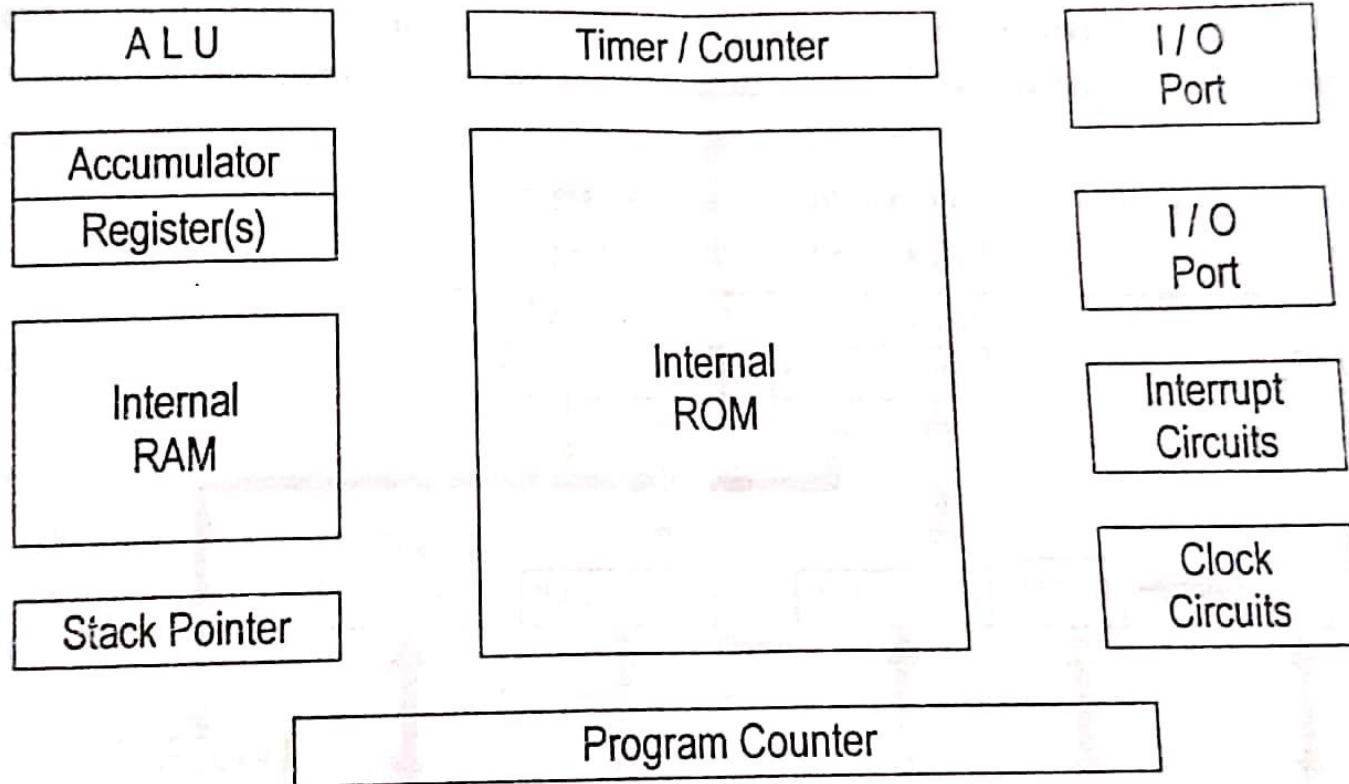 A L U
Timer / Counter
I / O
Port
Accumulator
Register(s)
I / O
Port
Internal
RAM
Internal
ROM
Interrupt
Circuits
Stack Pointer
Clock
Circuits
Program Counter